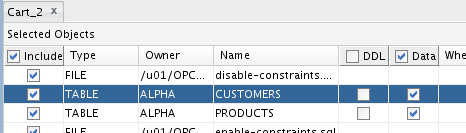 Cart_2 x
Selected Objects
Include Type Owner Name DDL Data Whe
FILE /u01/OPC... disable-constraints....
TABLE ALPHA CUSTOMERS
TABLE ALPHA PRODUCTS
FILE /u01/OPC... enable-constraints.sql